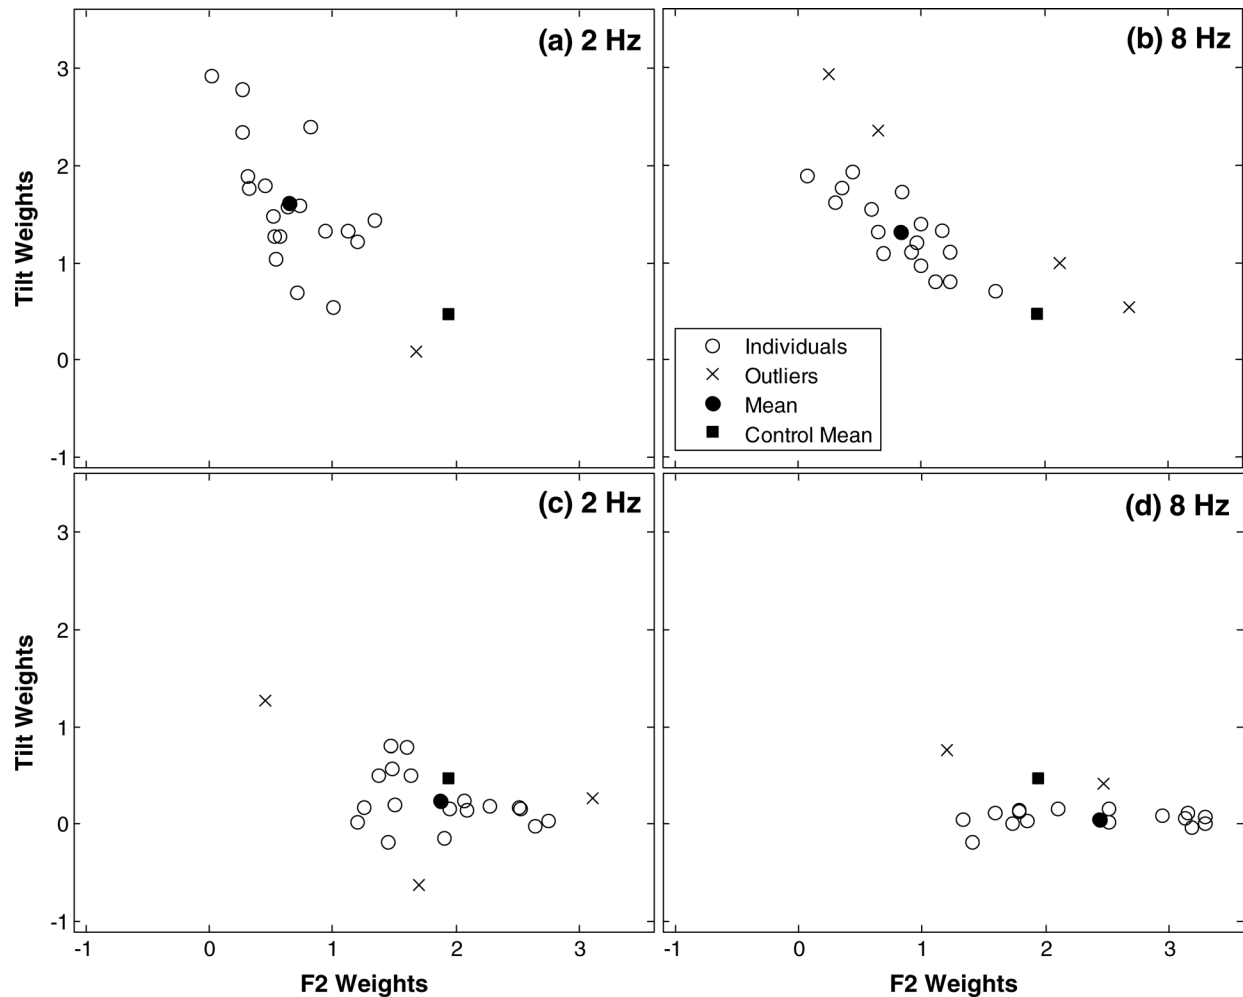 (a) 2 Hz
(b) 8 Hz
Tilt Weights
3
2
1
0
-1
Individuals
Outliers
Mean
Control Mean
(c) 2 Hz
(d) 8 Hz
Tilt Weights
3
2
1
0
-1
-1 0 1 2 3
-1 0 1 2 3
F2 Weights
F2 Weights